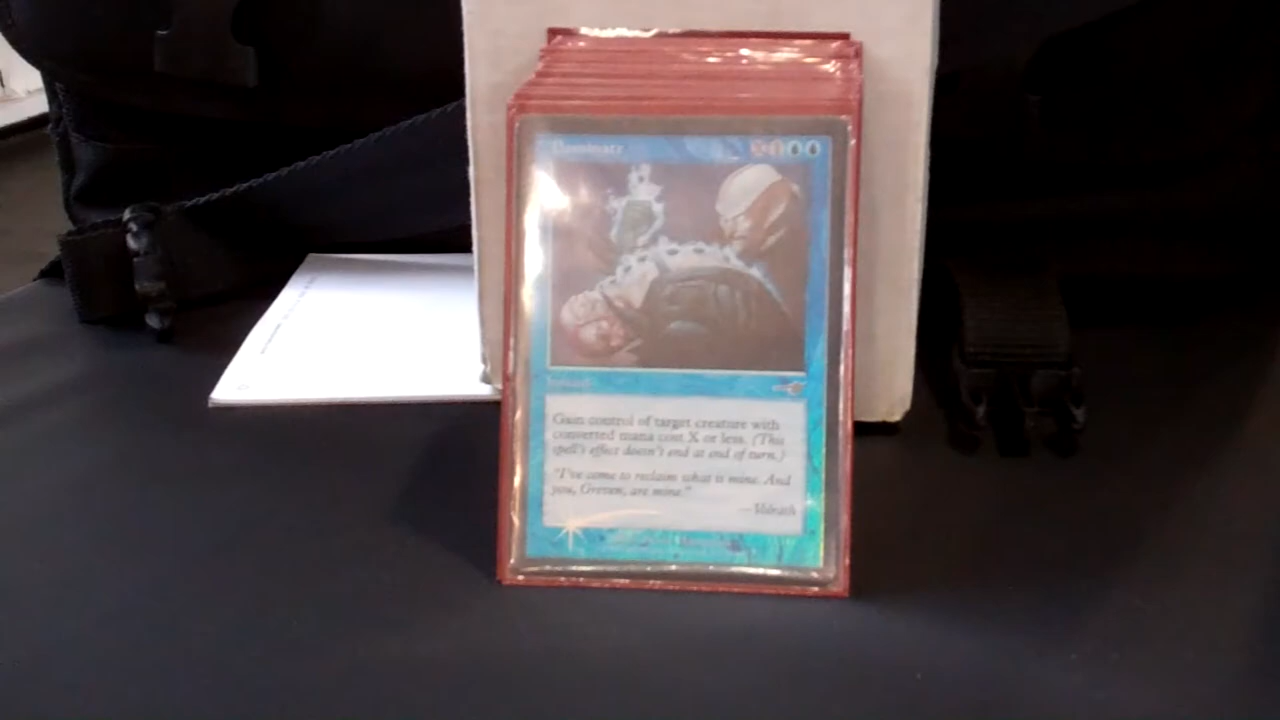 Dominate
Instant
Gain control of target creature with
converted mana cost X or less. (This
spell's effect doesn't end at end of turn.)
"I've come to reclaim what is mine. And
you, Greven, are mine."
—Volrath